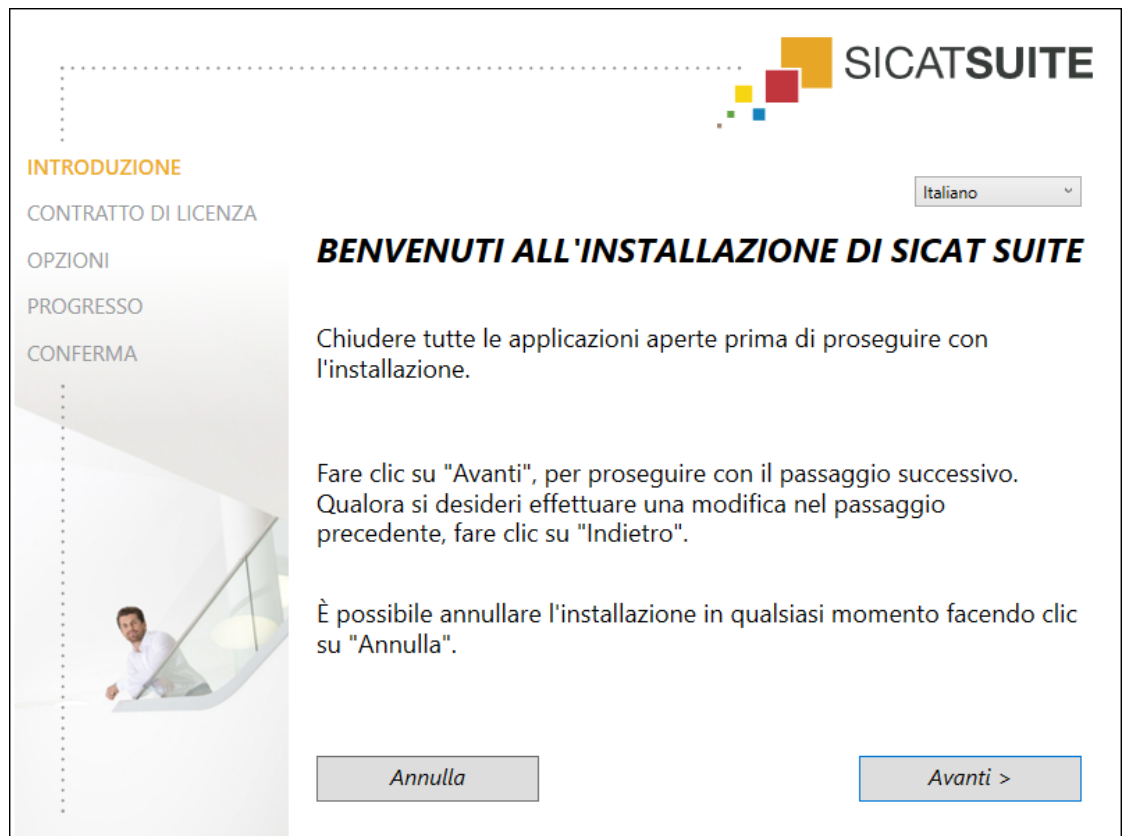 SICATSUITE
INTRODUZIONE
CONTRATTO DI LICENZA
OPZIONI
PROGRESSO
CONFERMA
Italiano
BENVENUTI ALL'INSTALLAZIONE DI SICAT SUITE
Chiudere tutte le applicazioni aperte prima di proseguire con
l'installazione.
Fare clic su "Avanti", per proseguire con il passaggio successivo.
Qualora si desideri effettuare una modifica nel passaggio
precedente, fare clic su "Indietro".
È possibile annullare l'installazione in qualsiasi momento facendo clic
su "Annulla".
Annulla
Avanti >